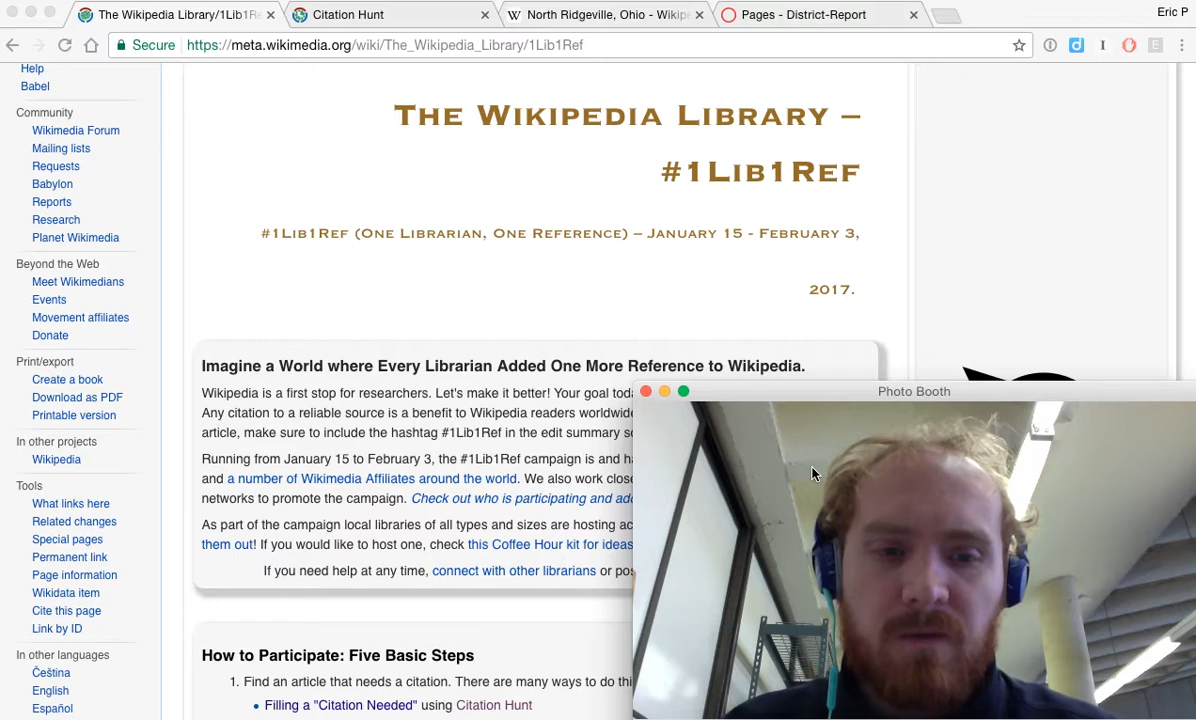 The Wikipedia Library/1Lib1Re
Citation Hunt
North Ridgeville, Ohio - Wikipe
Pages - District-Report
Eric P
Secure https://meta.wikimedia.org/wiki/The_Wikipedia_Library/1Lib1Ref
Help
Babel
Community
Wikimedia Forum
Mailing lists
Requests
Babylon
Reports
Research
Planet Wikimedia
Beyond the Web
Meet Wikimedians
Events
Movement affiliates
Donate
Print/export
Create a book
Download as PDF
Printable version
In other projects
Wikipedia
Tools
What links here
Related changes
Special pages
Permanent link
Page information
Wikidata item
Cite this page
Link by ID
In other languages
Čeština
English
Español
The Wikipedia Library –
#1Lib1Ref
#1Lib1Ref (One Librarian, One Reference) – January 15 - February 3,
2017.
Imagine a World where Every Librarian Added One More Reference to Wikipedia.
Wikipedia is a first stop for researchers. Let's make it better! Your goal
Any citation to a reliable source is a benefit to Wikipedia readers worldwide
article, make sure to include the hashtag #1Lib1Ref in the edit summary
Running from January 15 to February 3, the #1Lib1Ref campaign is and
and a number of Wikimedia Affiliates around the world. We also work
networks to promote the campaign. Check out who is participating and
As part of the campaign local libraries of all types and sizes are hosting
them out! If you would like to host one, check this Coffee Hour kit for ideas
If you need help at any time, connect with other librarians or
How to Participate: Five Basic Steps
1. Find an article that needs a citation. There are many ways to do
Filling a "Citation Needed" using Citation Hunt
Photo Booth